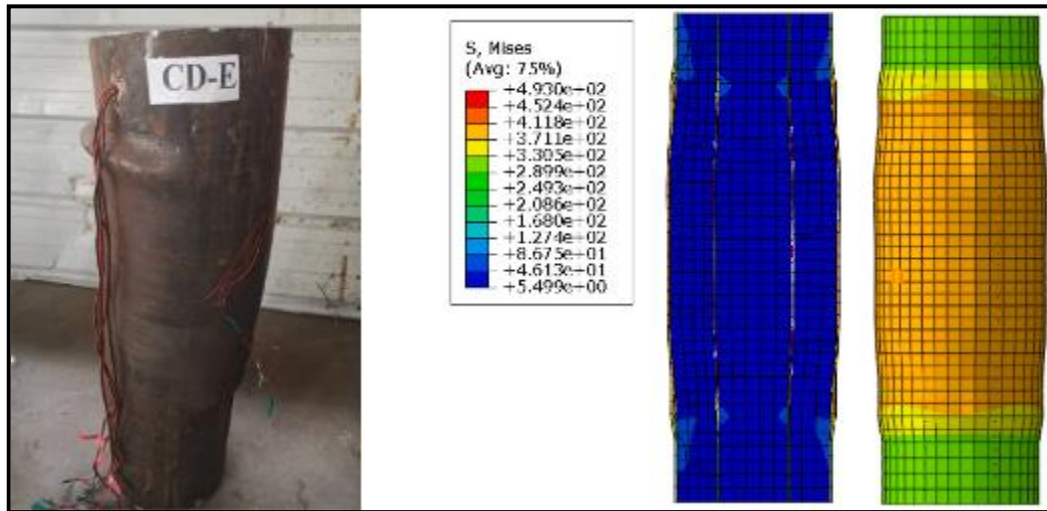 CD-E
S, Mises
(Avg: 75%)
+4.930e+02
+4.524e+02
+4.118e+02
+3.711e+02
+3.305e+02
+2.899e+02
+2.493e+02
+2.086e+02
+1.680e+02
+1.274e+02
+8.675e+01
+4.613e+01
+5.499e+00